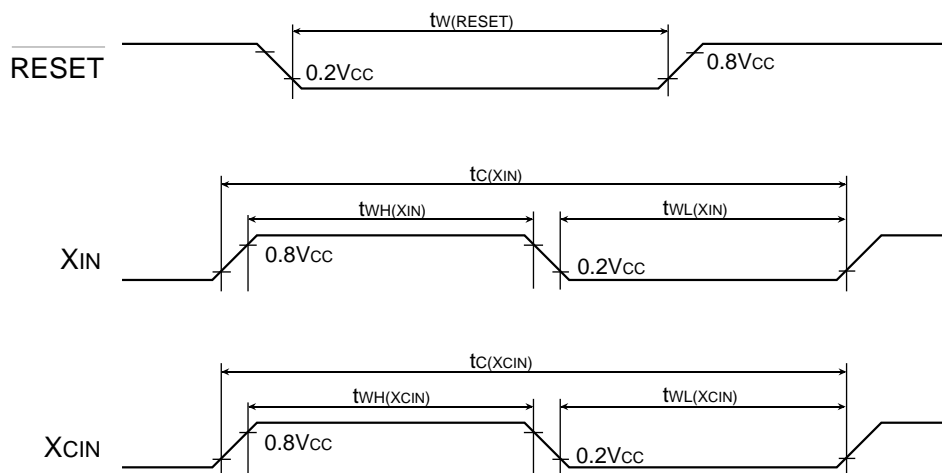 tW(RESET)
RESET
0.2VCC
0.8VCC
tC(XIN)
tWH(XIN)
tWL(XIN)
XIN
0.8VCC
0.2VCC
tC(XCIN)
tWH(XCIN)
tWL(XCIN)
XCIN
0.8VCC
0.2VCC